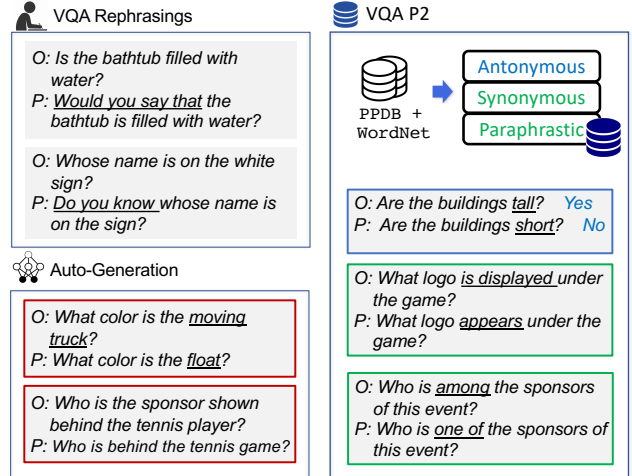 VQA Rephrasings
O: Is the bathtub filled with
water?
P: Would you say that the
bathtub is filled with water?
O: Whose name is on the white
sign?
P: Do you know whose name is
on the sign?
Auto-Generation
O: What color is the moving
truck?
P: What color is the float?
O: Who is the sponsor shown
behind the tennis player?
P: Who is behind the tennis game?
VQA P2
PPDB +
WordNet
Antonymous
Synonymous
Paraphrastic
O: Are the buildings tall? Yes
P: Are the buildings short? No
O: What logo is displayed under
the game?
P: What logo appears under the
game?
O: Who is among the sponsors
of this event?
P: Who is one of the sponsors of
this event?